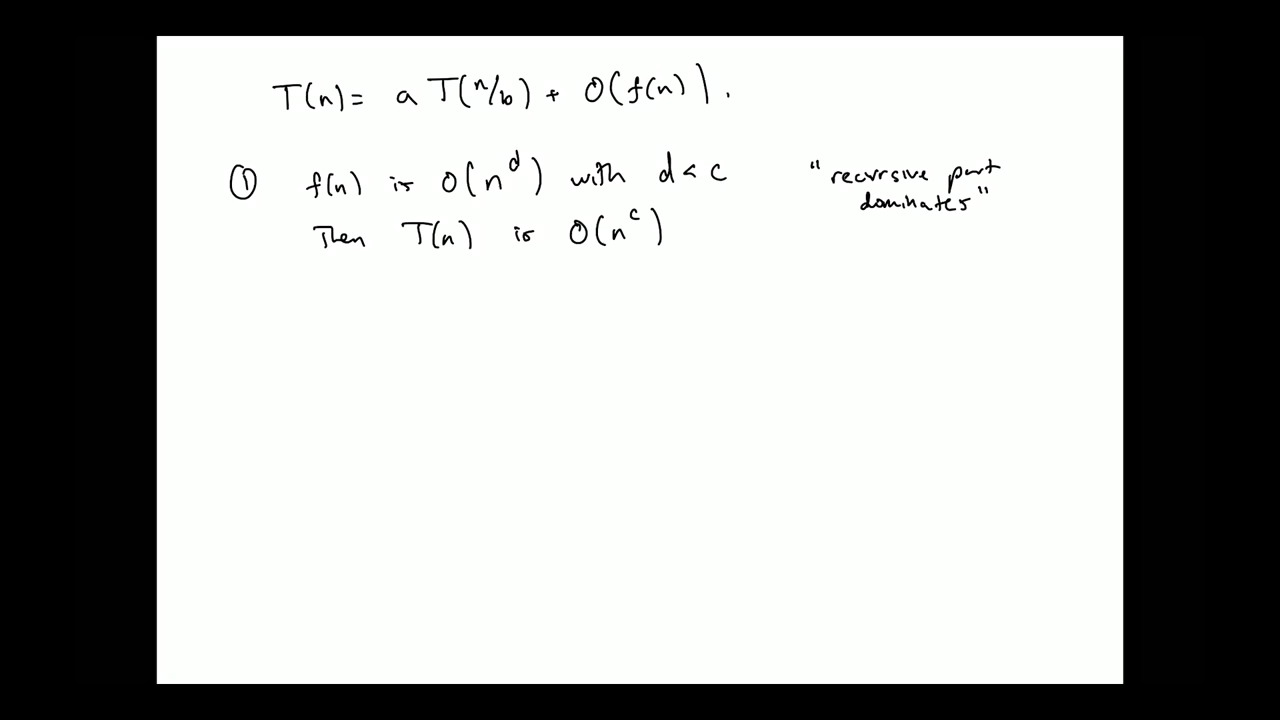 T(n) = a T(n/b) + O(f(n)).
① f(n) is O(n^d) with d < c
"recursive part
dominates"
Then T(n) is O(n^c)